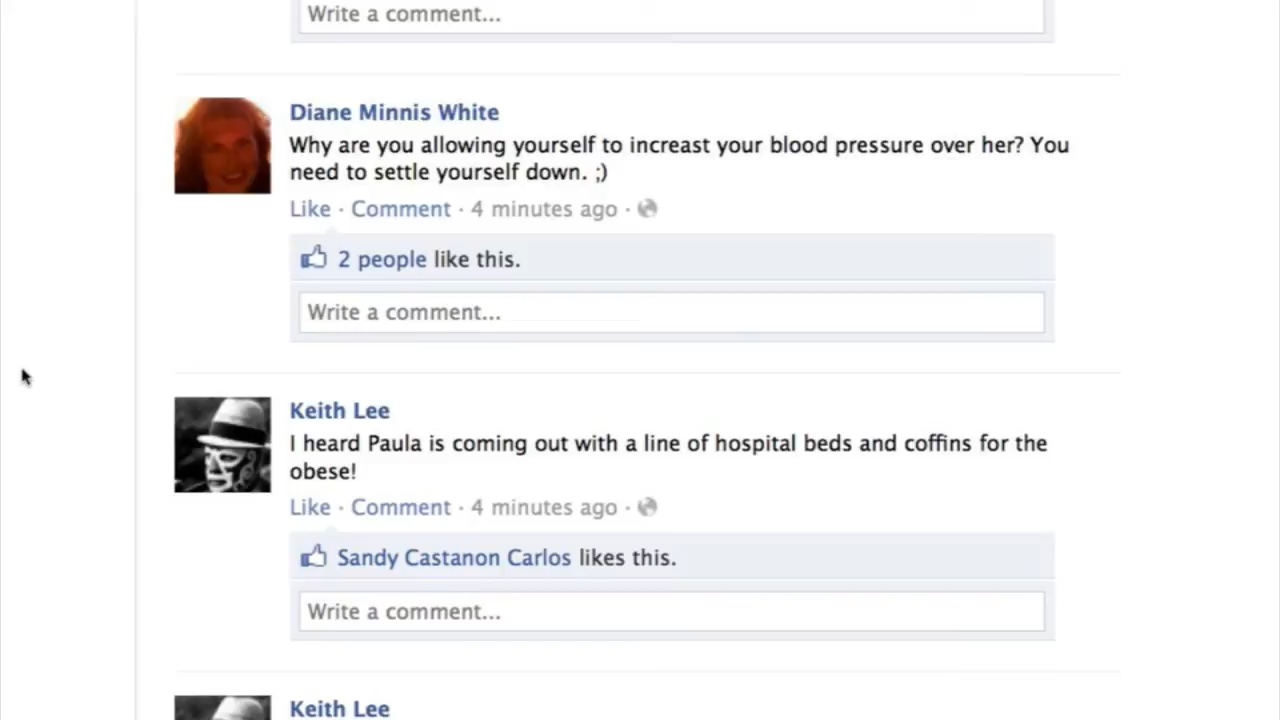 Write a comment...
Diane Minnis White
Why are you allowing yourself to increast your blood pressure over her? You
need to settle yourself down. ;)
Like · Comment · 4 minutes ago ·
2 people like this.
Write a comment...
Keith Lee
I heard Paula is coming out with a line of hospital beds and coffins for the
obese!
Like · Comment · 4 minutes ago ·
Sandy Castanon Carlos likes this.
Write a comment...
Keith Lee